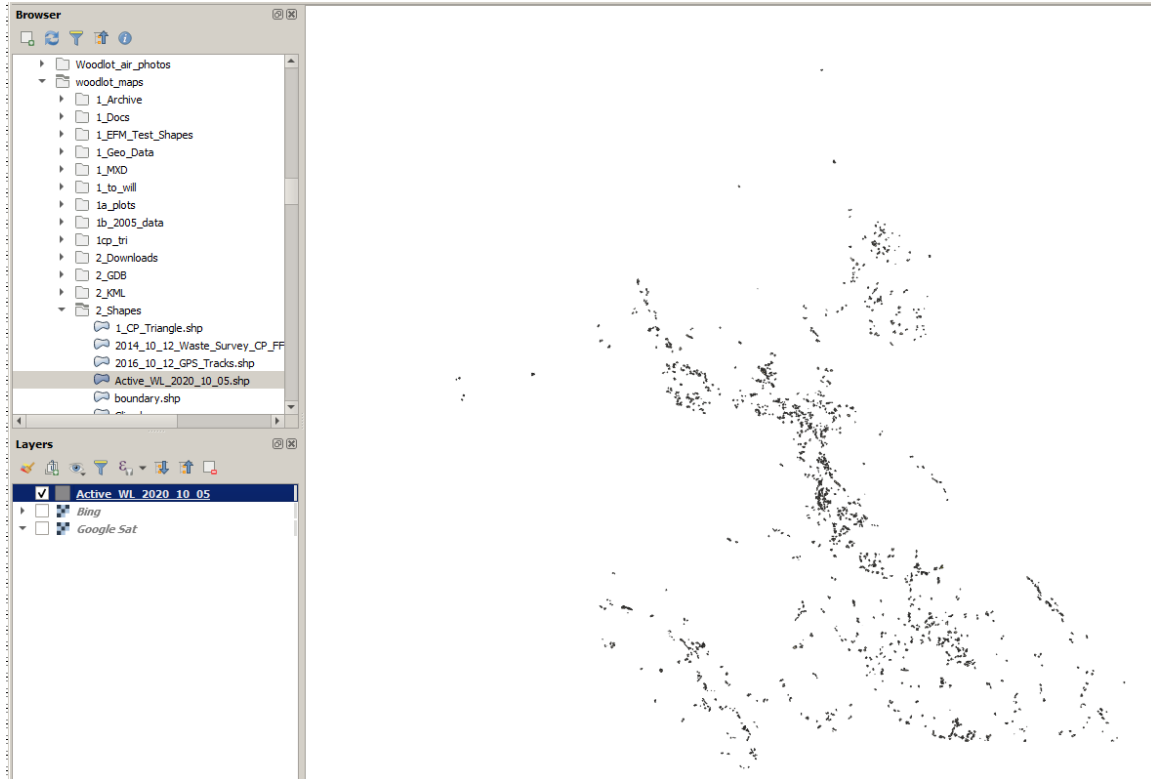 Browser
Woodlot_air_photos
woodlot_maps
1_Archive
1_Docs
1_EFM_Test_Shapes
1_Geo_Data
1_MXD
1_to_will
1a_plots
1b_2005_data
1cp_tri
2_Downloads
2_GDB
2_KML
2_Shapes
1_CP_Triangle.shp
2014_10_12_Waste_Survey_CP_FF
2016_10_12_GPS_Tracks.shp
Active_WL_2020_10_05.shp
boundary.shp
Layers
Active_WL_2020_10_05
Bing
Google Sat